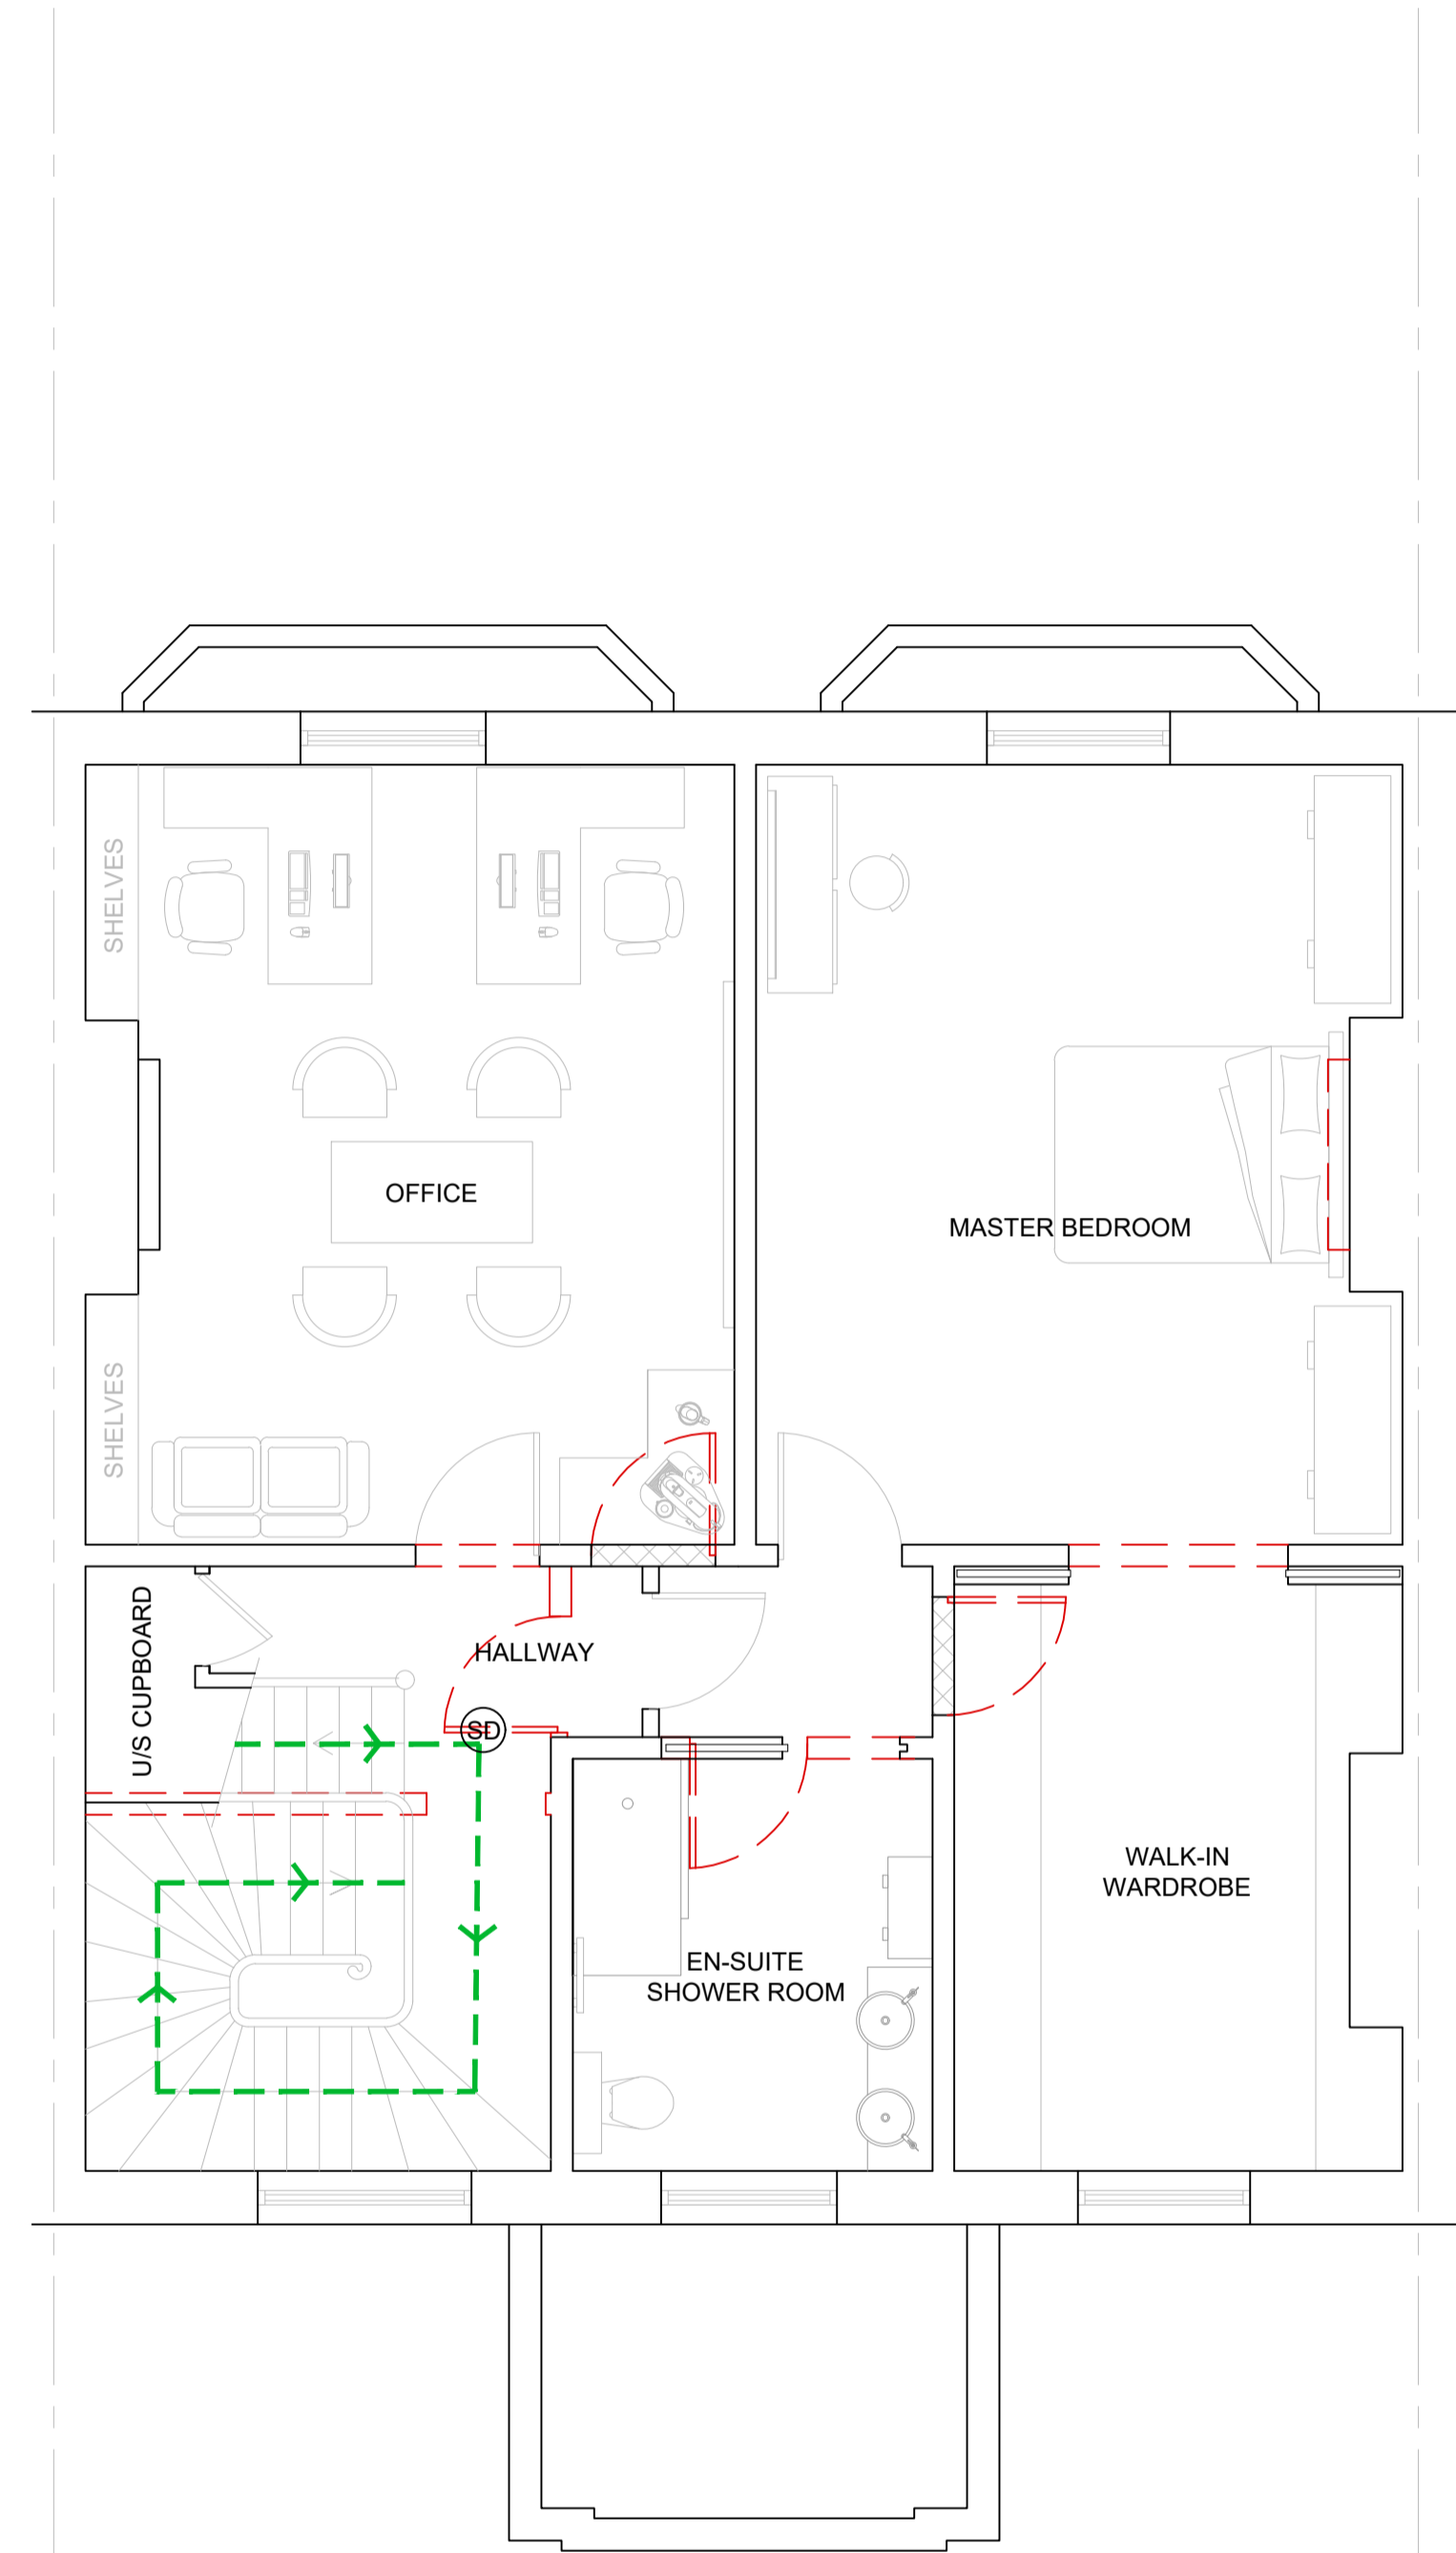 SHELVES
OFFICE
MASTER BEDROOM
SHELVES
U/S CUPBOARD
HALLWAY
SD
WALK-IN
WARDROBE
EN-SUITE
SHOWER ROOM